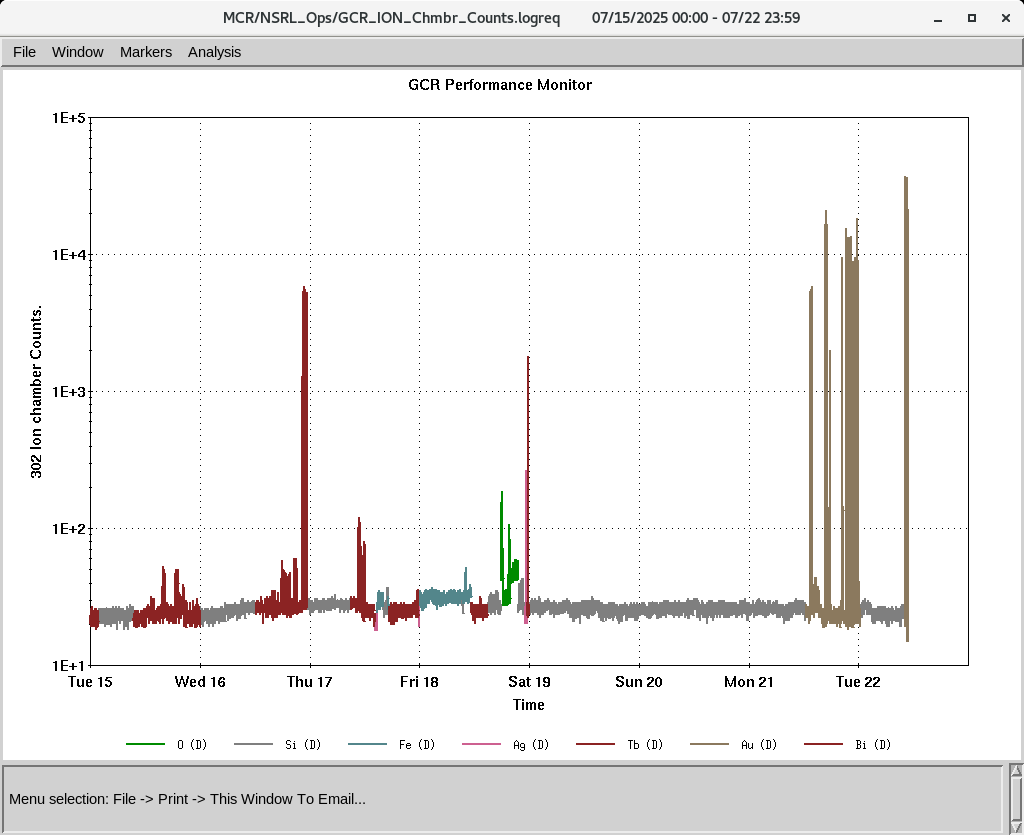 MCR/NSRL_Ops/GCR_ION_Chmbr_Counts.logreq 07/15/2025 00:00 - 07/22 23:59
File Window Markers Analysis
GCR Performance Monitor
1E+5
1E+4
1E+3
1E+2
1E+1
302 Ion chamber Counts.
Tue 15 Wed 16 Thu 17 Fri 18 Sat 19 Sun 20 Mon 21 Tue 22
Time
O (D) Si (D) Fe (D) Ag (D) Tb (D) Au (D) Bi (D)
Menu selection: File -> Print -> This Window To Email...